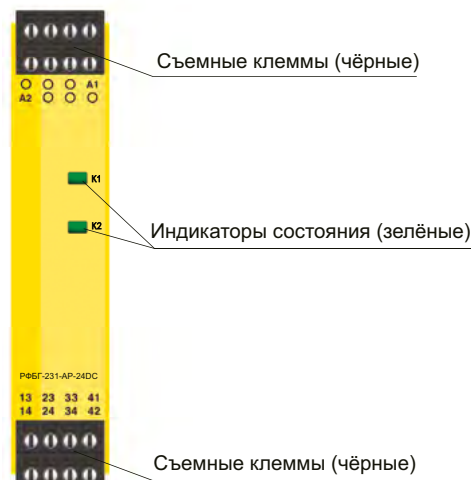 Съемные клеммы (чёрные)
A1
A2
K1
K2
Индикаторы состояния (зелёные)
РФБГ-231-АР-24DC
13 23 33 41
14 24 34 42
Съемные клеммы (чёрные)